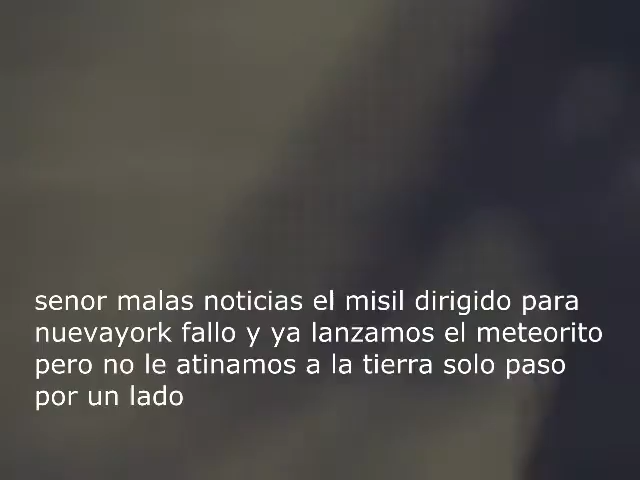 senor malas noticias el misil dirigido para
nuevayork fallo y ya lanzamos el meteorito
pero no le atinamos a la tierra solo paso
por un lado